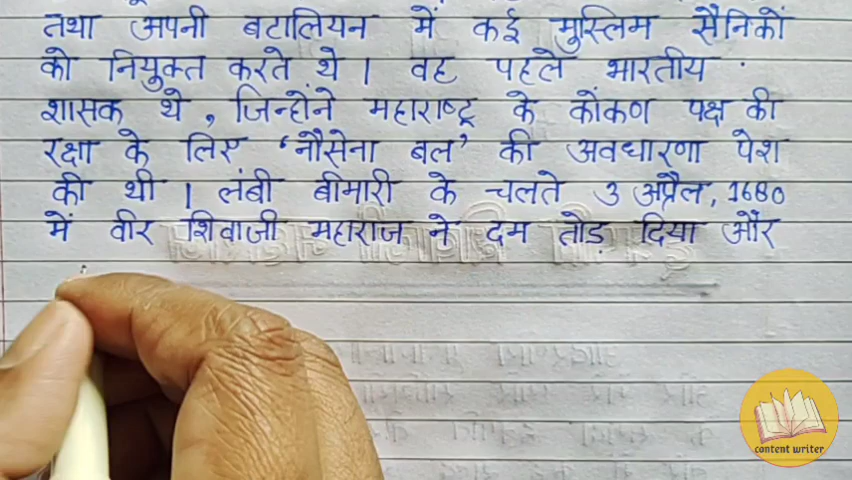 तथा अपनी बटालियन में कई मुस्लिम सैनिकों
को नियुक्त करते थे । वह पहले भारतीय
शासक थे , जिन्होंने महाराष्ट्र के कोंकण पक्ष की
रक्षा के लिए 'नौसेना बल' की अवधारणा पेश
की थी । लंबी बीमारी के चलते 3 अप्रैल, 1680
में वीर शिवाजी महाराज ने दम तोड़ दिया और
content writer